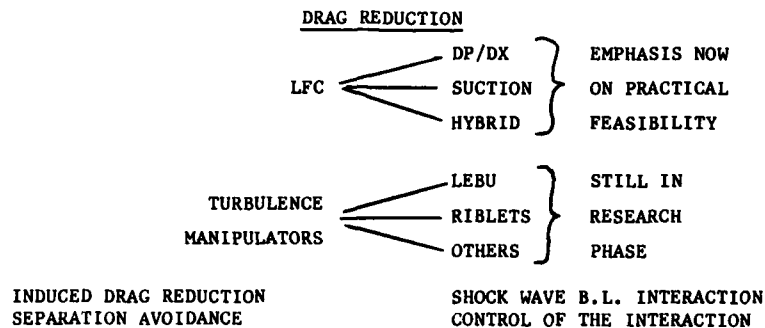 DRAG REDUCTION
DP/DX EMPHASIS NOW
LFC SUCTION ON PRACTICAL
HYBRID FEASIBILITY
LEBU STILL IN
TURBULENCE
RIBLETS RESEARCH
MANIPULATORS
OTHERS PHASE
INDUCED DRAG REDUCTION SHOCK WAVE B.L. INTERACTION
SEPARATION AVOIDANCE CONTROL OF THE INTERACTION